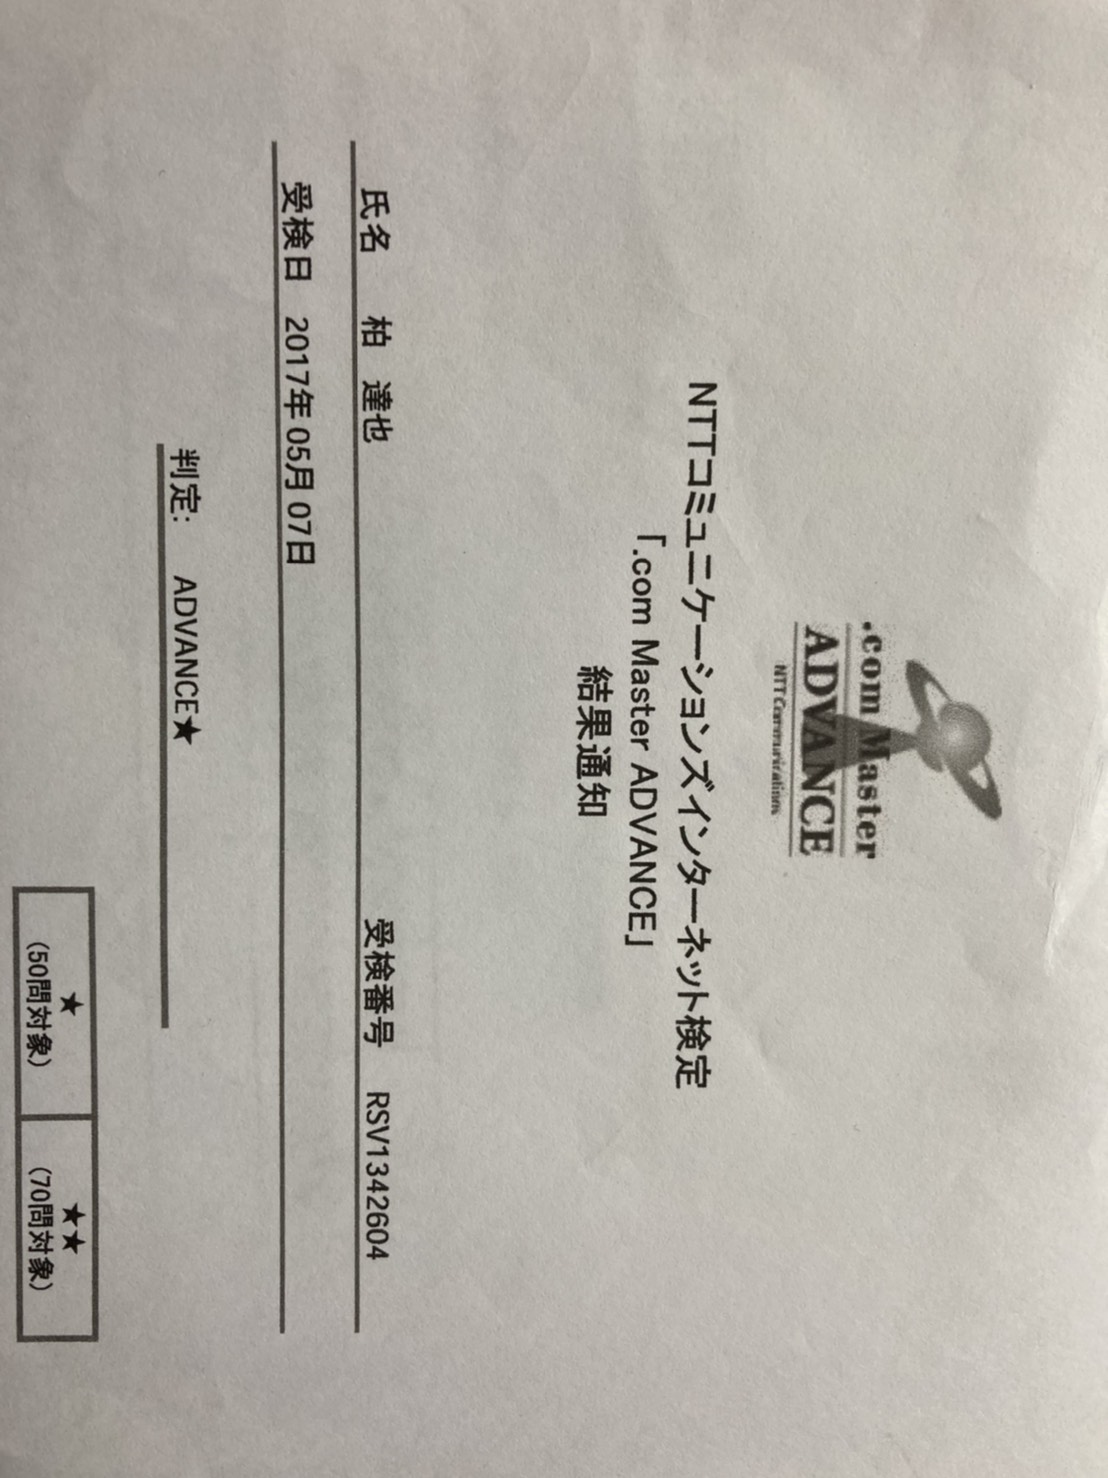 .com Master
ADVANCE
NTT Communications
NTTコミュニケーションズインターネット検定
「.com Master ADVANCE」
結果通知
氏名 柏 達也 受検番号 RSV1342604
受検日 2017年05月07日
判定: ADVANCE★
★ ★★
(50問対象) (70問対象)